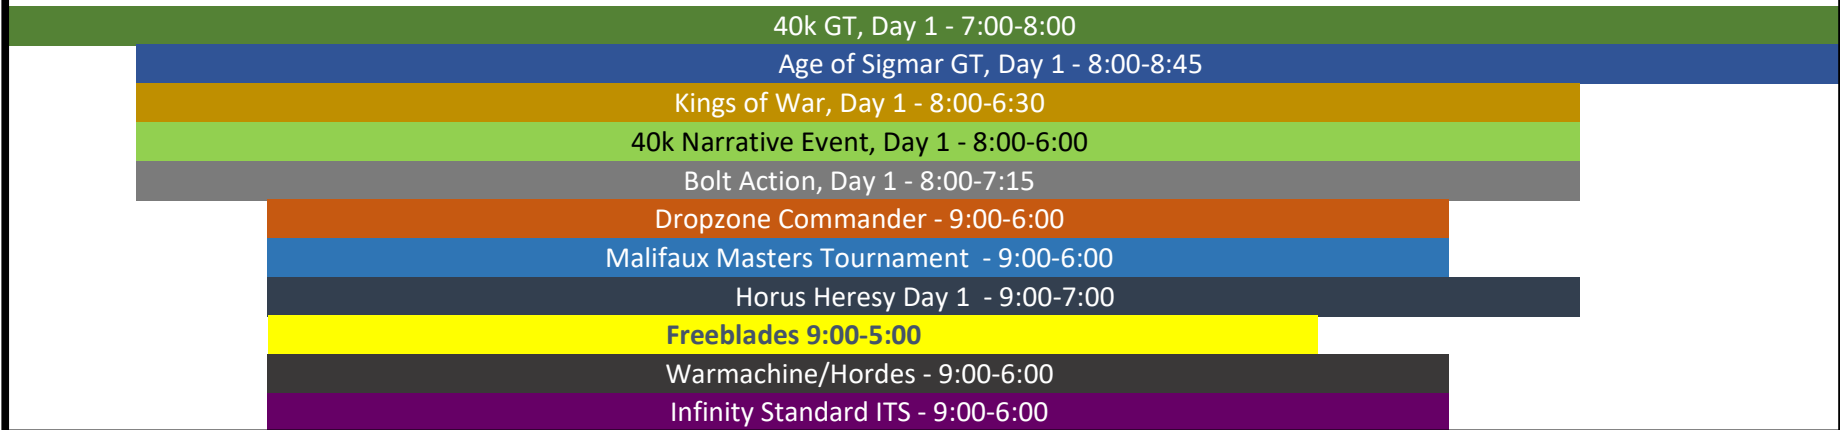 40k GT, Day 1 - 7:00-8:00
Age of Sigmar GT, Day 1 - 8:00-8:45
Kings of War, Day 1 - 8:00-6:30
40k Narrative Event, Day 1 - 8:00-6:00
Bolt Action, Day 1 - 8:00-7:15
Dropzone Commander - 9:00-6:00
Malifaux Masters Tournament  - 9:00-6:00
Horus Heresy Day 1  - 9:00-7:00
Freeblades 9:00-5:00
Warmachine/Hordes - 9:00-6:00
Infinity Standard ITS - 9:00-6:00